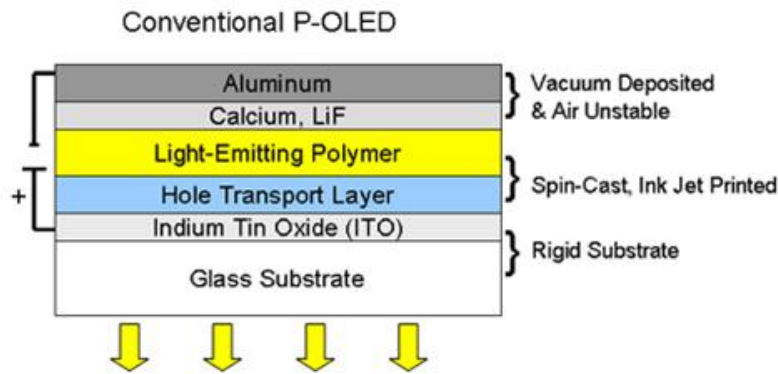 Conventional P-OLED
Aluminum
Calcium, LiF
Light-Emitting Polymer
Hole Transport Layer
Indium Tin Oxide (ITO)
Glass Substrate
+
Vacuum Deposited
& Air Unstable
Spin-Cast, Ink Jet Printed
Rigid Substrate